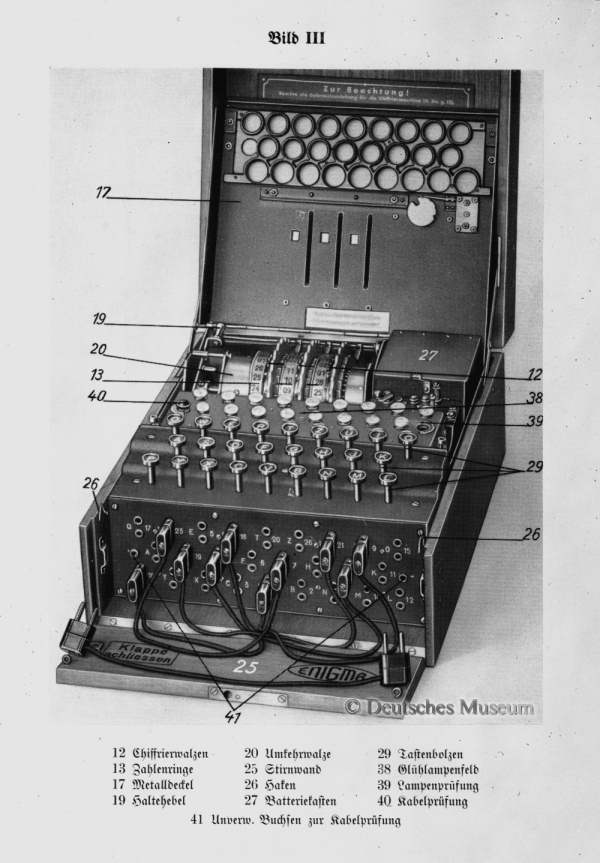 Bild III
Zur Beachtung!
17
19
20
27
13
12
40
38
39
29
26
26
Klappe
schliessen
25
ENIGMA
41
© Deutsches Museum
12 Chiffrierwalzen 20 Umkehrwalze 29 Tastenbolzen
13 Zahlenringe 25 Stirnwand 38 Glühlampenfeld
17 Metalldeckel 26 Haken 39 Lampenprüfung
19 Haltehebel 27 Batteriekasten 40 Kabelprüfung
41 Unverw. Buchsen zur Kabelprüfung